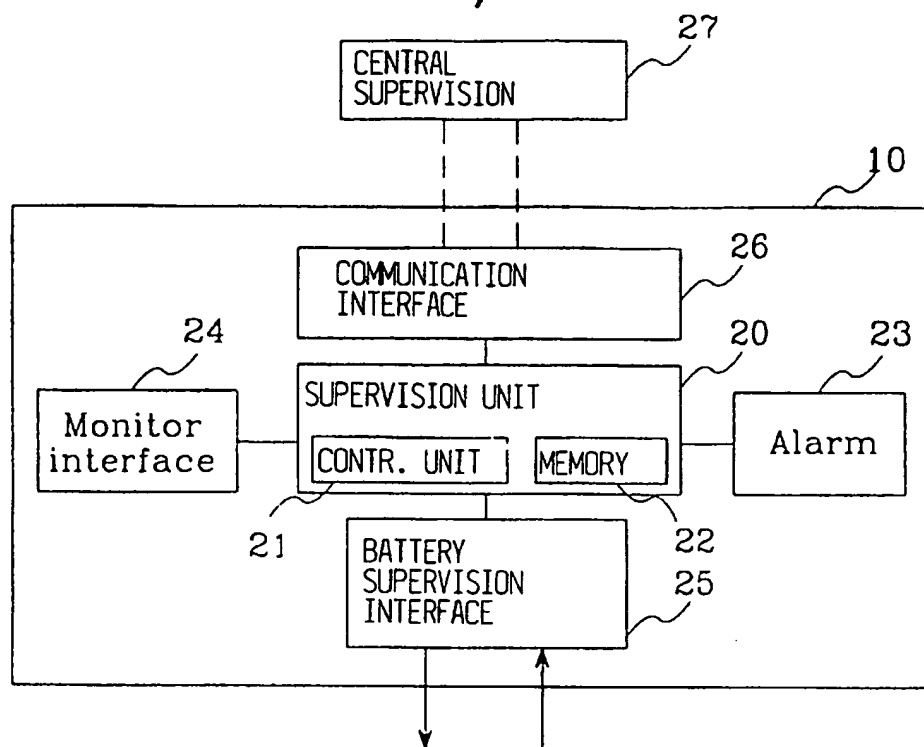 27
CENTRAL
SUPERVISION
10
COMMUNICATION
INTERFACE
26
24
20
23
SUPERVISION UNIT
Monitor
interface
Alarm
CONTR. UNIT
MEMORY
21
22
BATTERY
SUPERVISION
INTERFACE
25